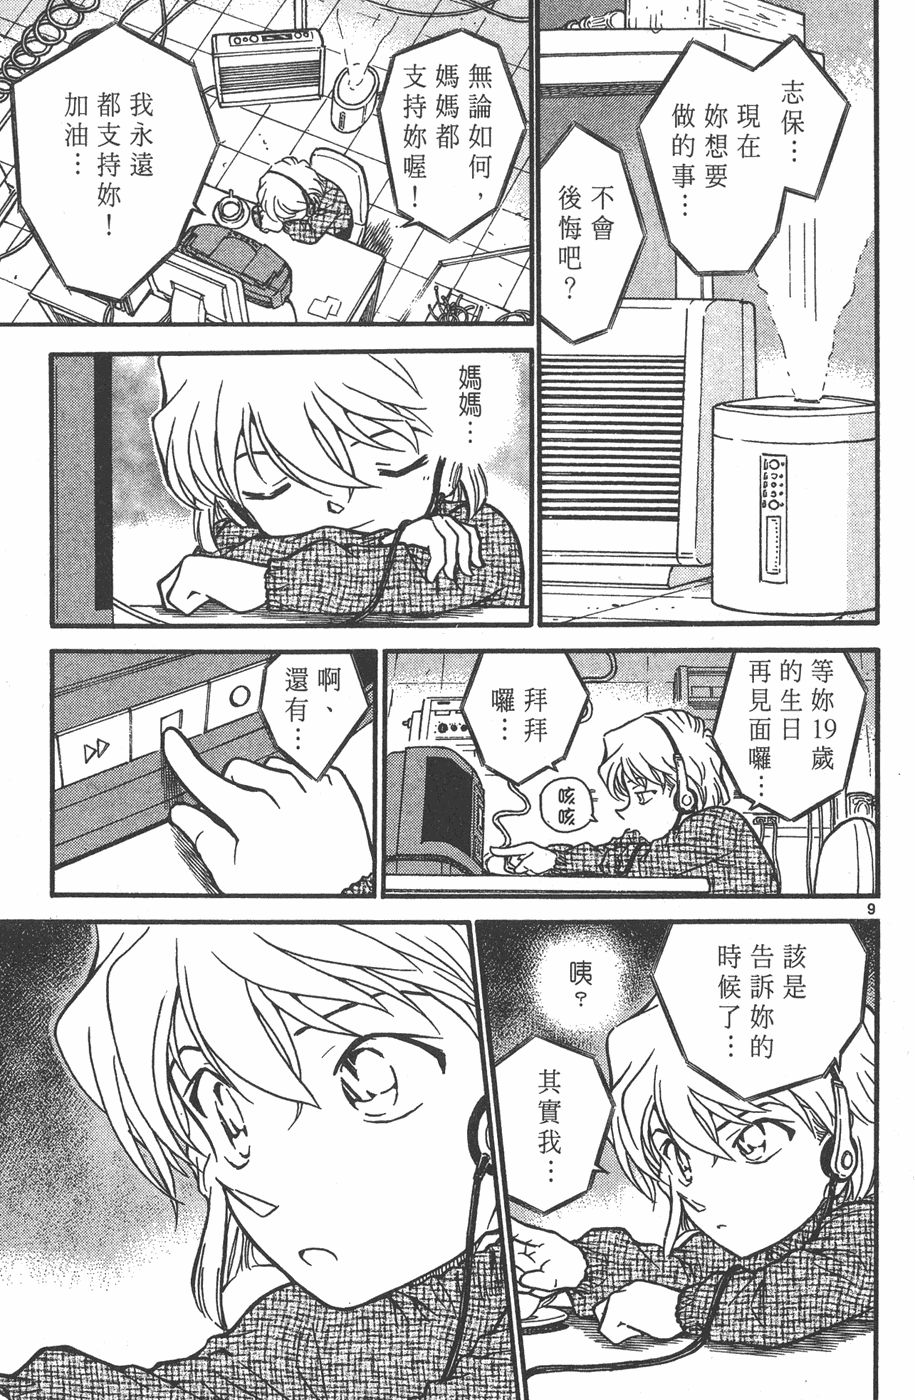 志保…
現在
妳想要
做的事…
不會
後悔吧？
無論如何，
媽媽都
支持妳喔！
我永遠
都支持妳！
加油…
媽媽…
等妳19歲
的生日
再見面囉…
拜拜
囉…
咳
咳
啊、
還有…
9
該是
告訴妳的
時候了…
咦？
其實我…